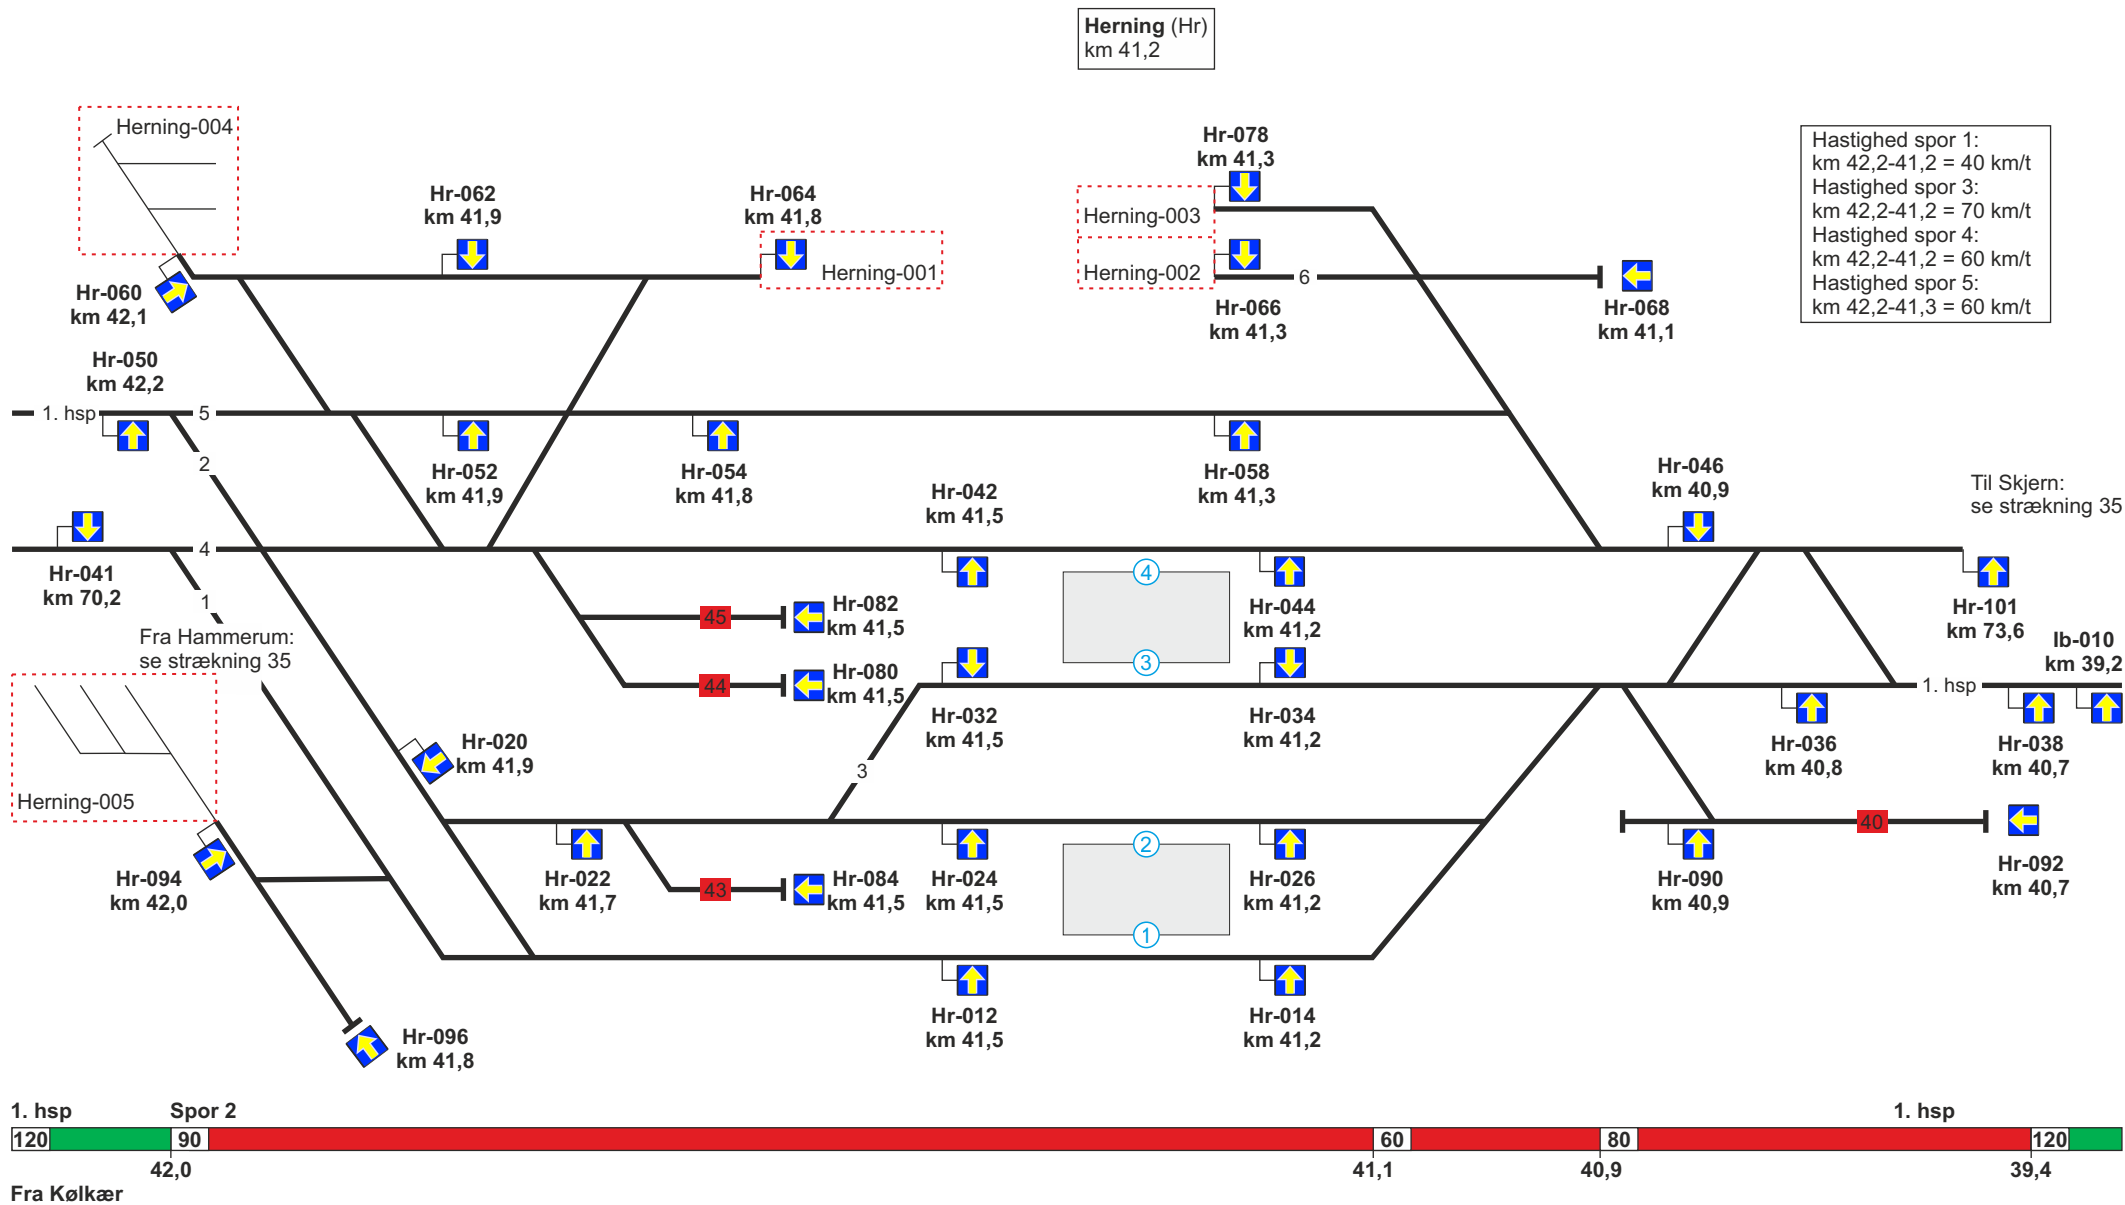 Herning (Hr)
km 41,2
Herning-004
Hr-078
km 41,3
Hastighed spor 1:
km 42,2-41,2 = 40 km/t
Hastighed spor 3:
km 42,2-41,2 = 70 km/t
Hastighed spor 4:
km 42,2-41,2 = 60 km/t
Hastighed spor 5:
km 42,2-41,3 = 60 km/t
Hr-062
km 41,9
Hr-064
km 41,8
Herning-003
Herning-001
Herning-002
6
Hr-060
km 42,1
Hr-066
km 41,3
Hr-068
km 41,1
Hr-050
km 42,2
1. hsp
5
2
Hr-052
km 41,9
Hr-054
km 41,8
Hr-058
km 41,3
Hr-042
km 41,5
Hr-046
km 40,9
Til Skjern:
se strækning 35
4
Hr-041
km 70,2
1
4
Hr-082
km 41,5
45
Hr-044
km 41,2
Hr-101
km 73,6
Fra Hammerum:
se strækning 35
3
Ib-010
km 39,2
Hr-080
km 41,5
44
1. hsp
Hr-032
km 41,5
Hr-034
km 41,2
Hr-036
km 40,8
Hr-038
km 40,7
Hr-020
km 41,9
3
Herning-005
40
2
Hr-094
km 42,0
Hr-022
km 41,7
43
Hr-084
km 41,5
Hr-024
km 41,5
Hr-026
km 41,2
Hr-090
km 40,9
Hr-092
km 40,7
1
Hr-012
km 41,5
Hr-014
km 41,2
Hr-096
km 41,8
1. hsp
Spor 2
1. hsp
120
90
60
80
120
42,0
41,1
40,9
39,4
Fra Kølkær